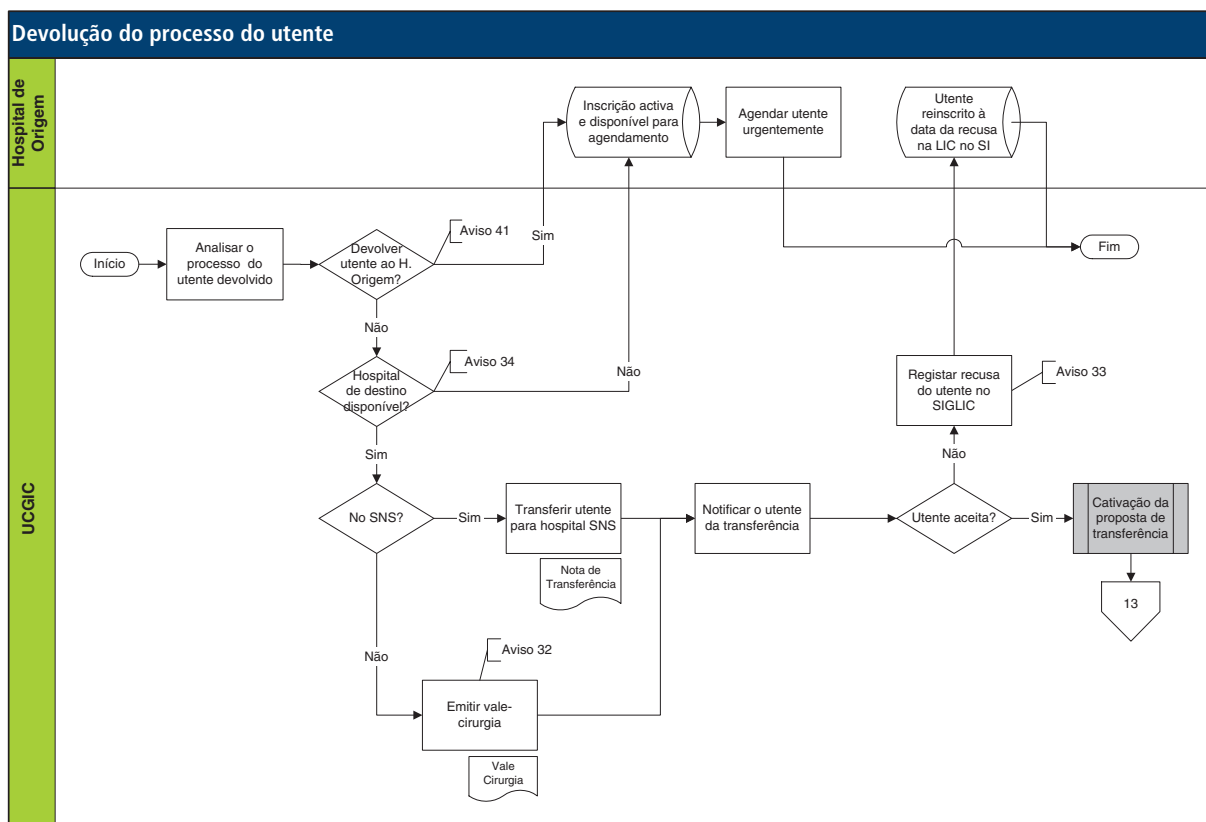 Devolução do processo do utente
Hospital de
Origem
Inscrição activa
e disponível para
agendamento
Agendar utente
urgentemente
Utente
reinscrito à
data da recusa
na LIC no SI
UCGIC
Início
Analisar o
processo do
utente devolvido
Devolver
utente ao H.
Origem?
Aviso 41
Sim
Fim
Não
Hospital
de destino
disponível?
Aviso 34
Não
Registar recusa
do utente no
SIGLIC
Aviso 33
Sim
Não
No SNS?
Sim
Transferir utente
para hospital SNS
Nota de
Transferência
Notificar o utente
da transferência
Utente aceita?
Sim
Cativação da
proposta de
transferência
13
Não
Aviso 32
Emitir vale-
cirurgia
Vale
Cirurgia